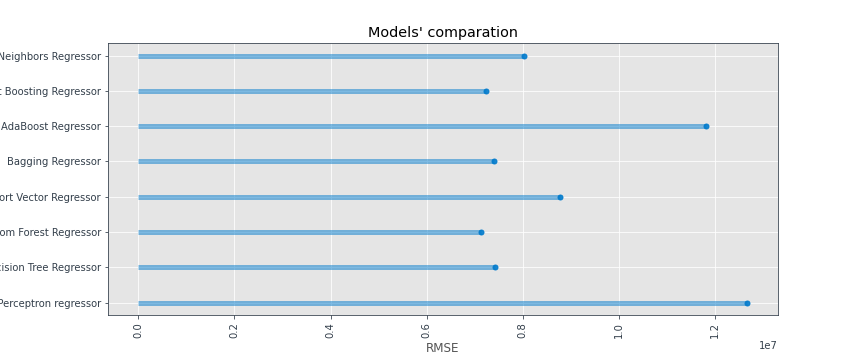 Models' comparation
Neighbors Regressor
Boosting Regressor
AdaBoost Regressor
Bagging Regressor
ort Vector Regressor
om Forest Regressor
ision Tree Regressor
Perceptron regressor
0.0 0.2 0.4 0.6 0.8 1.0 1.2
1e7
RMSE